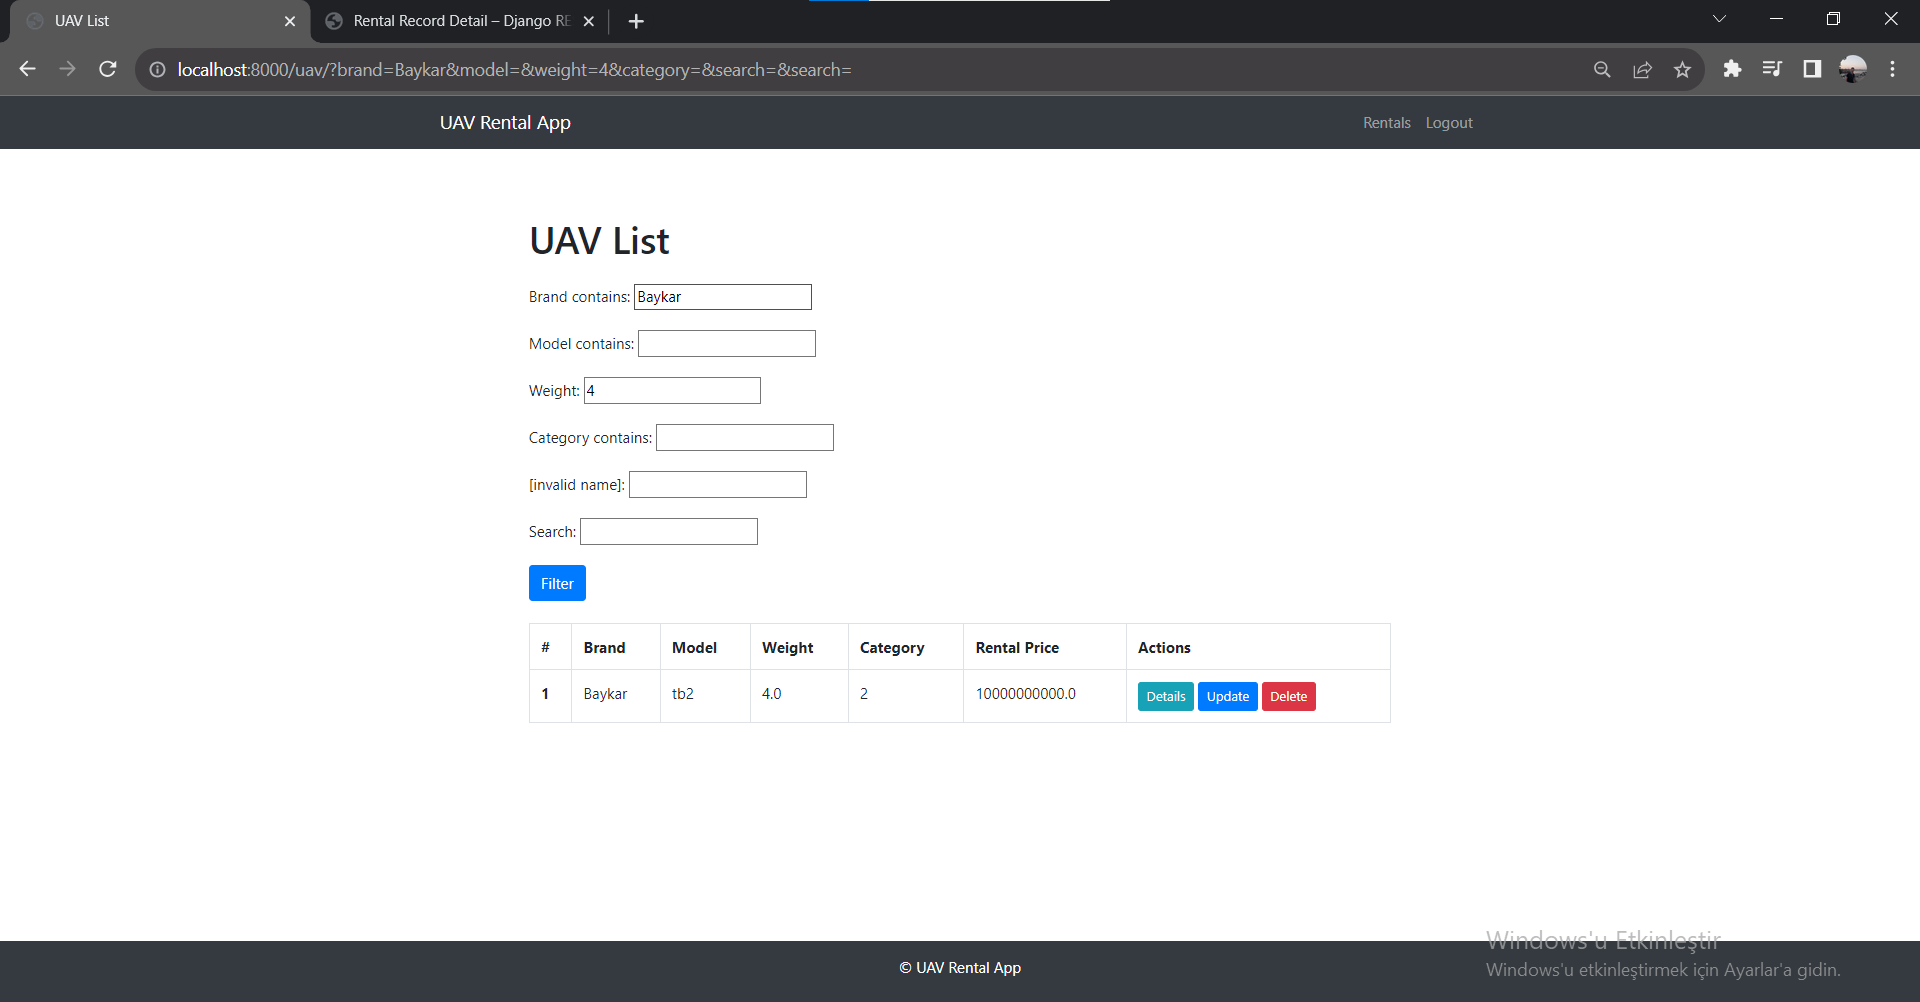 UAV List
Rental Record Detail – Django RE
localhost:8000/uav/?brand=Baykar&model=&weight=4&category=&search=&search=
UAV Rental App
Rentals Logout
UAV List
Brand contains: Baykar
Model contains:
Weight: 4
Category contains:
[invalid name]:
Search:
Filter
# Brand Model Weight Category Rental Price Actions
1 Baykar tb2 4.0 2 10000000000.0 Details Update Delete
Windows'u Etkinleştir
© UAV Rental App
Windows'u etkinleştirmek için Ayarlar'a gidin.